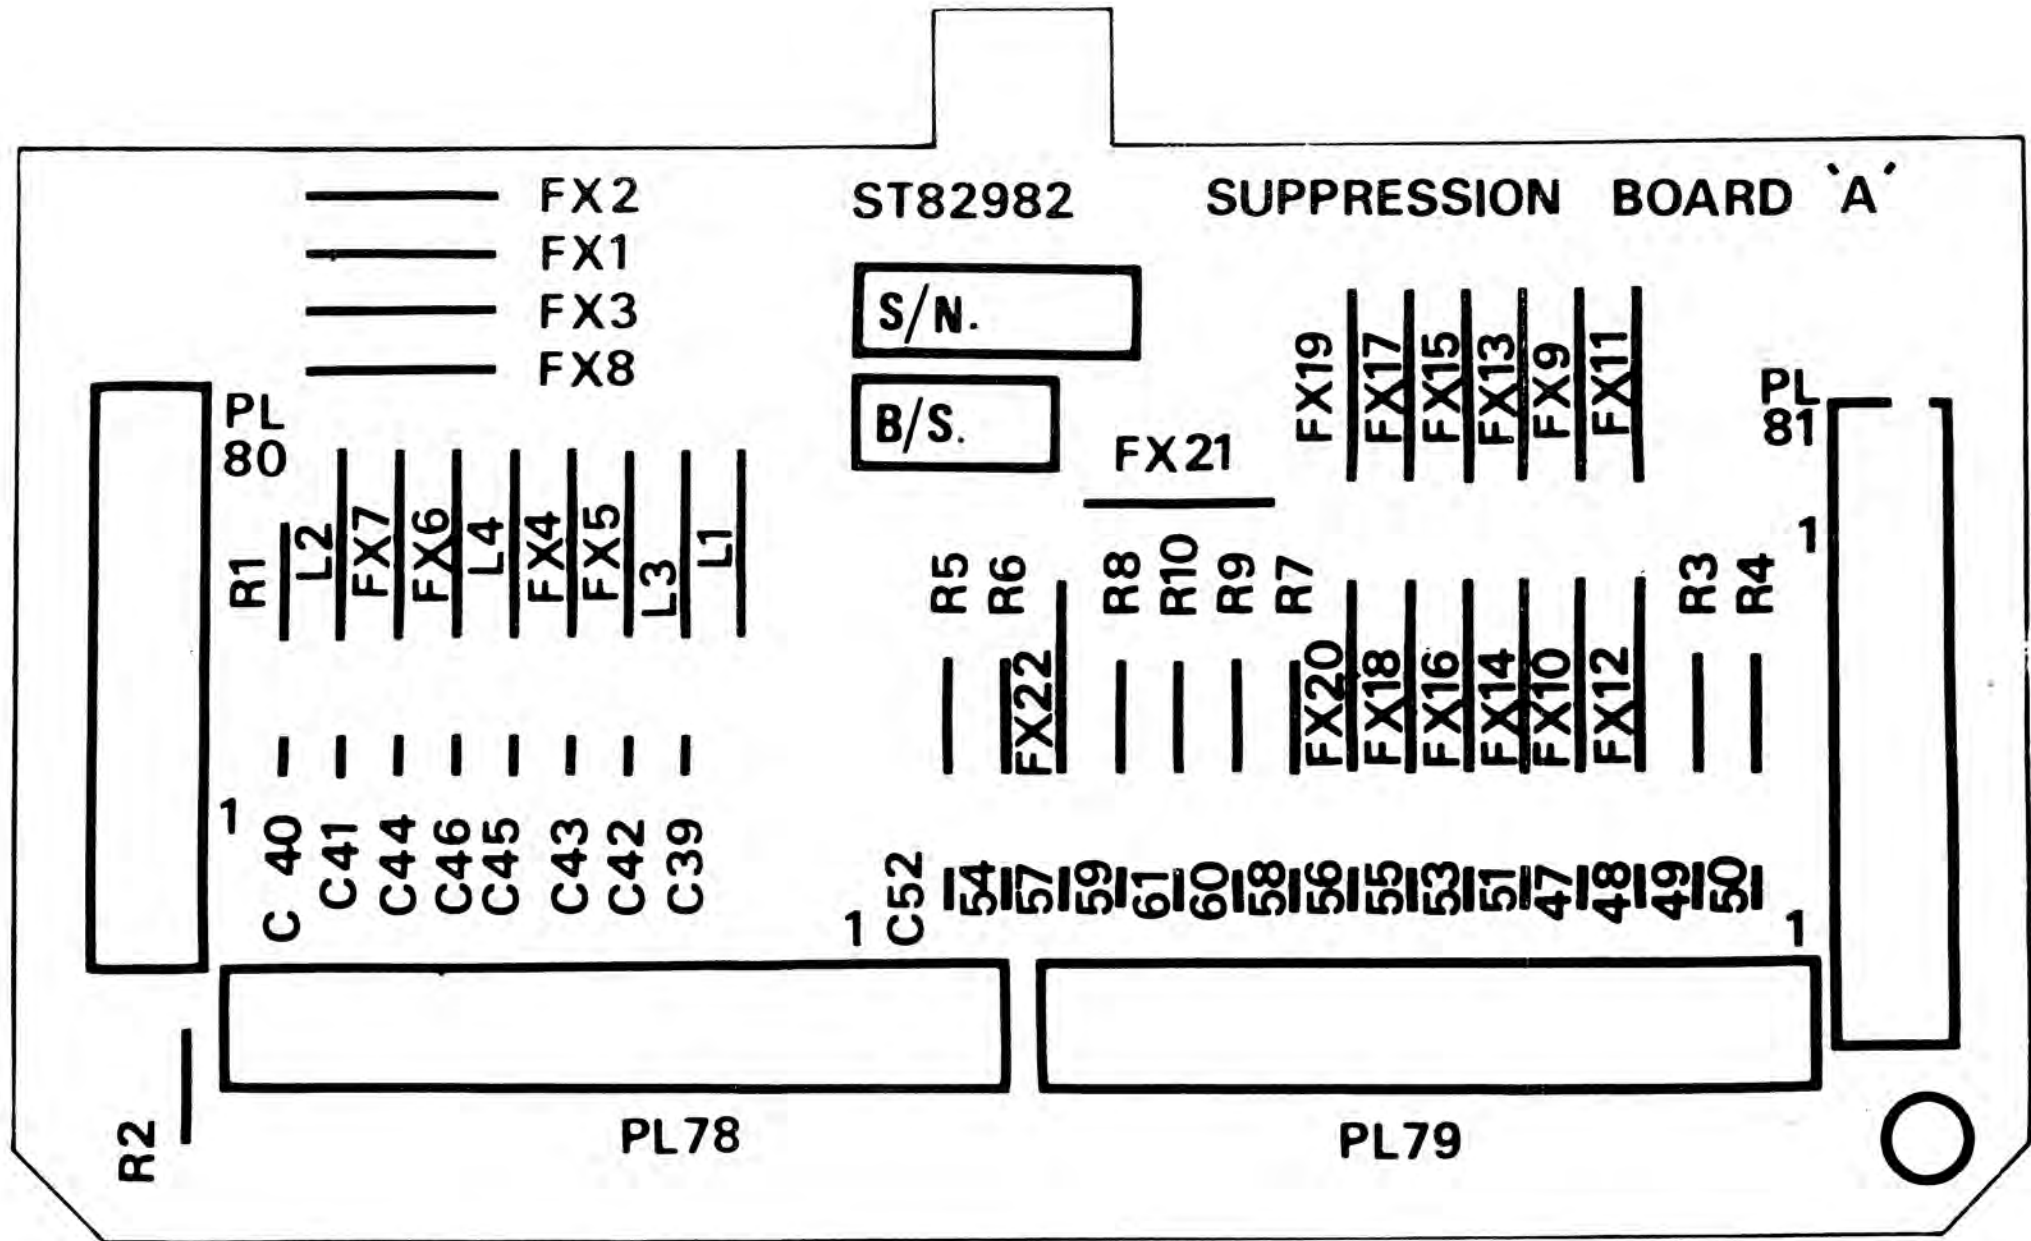 ST82982 SUPPRESSION BOARD 'A'
FX2
FX1
FX3
FX8
S/N.
B/S.
FX21
FX19 FX17 FX15 FX13 FX9 FX11
PL
80
PL
81
1
R1 L2 FX7 FX6 L4 FX4 FX5 L3 L1
R5 R6 FX22 R8 R10 R9 R7
FX20 FX18 FX16 FX14 FX10 FX12
R3 R4
1
C 40 C41 C44 C46 C45 C43 C42 C39
1 C52 54 57 59 61 60 58 56 55 53 51 47 48 49 50
1
R2
PL78
PL79